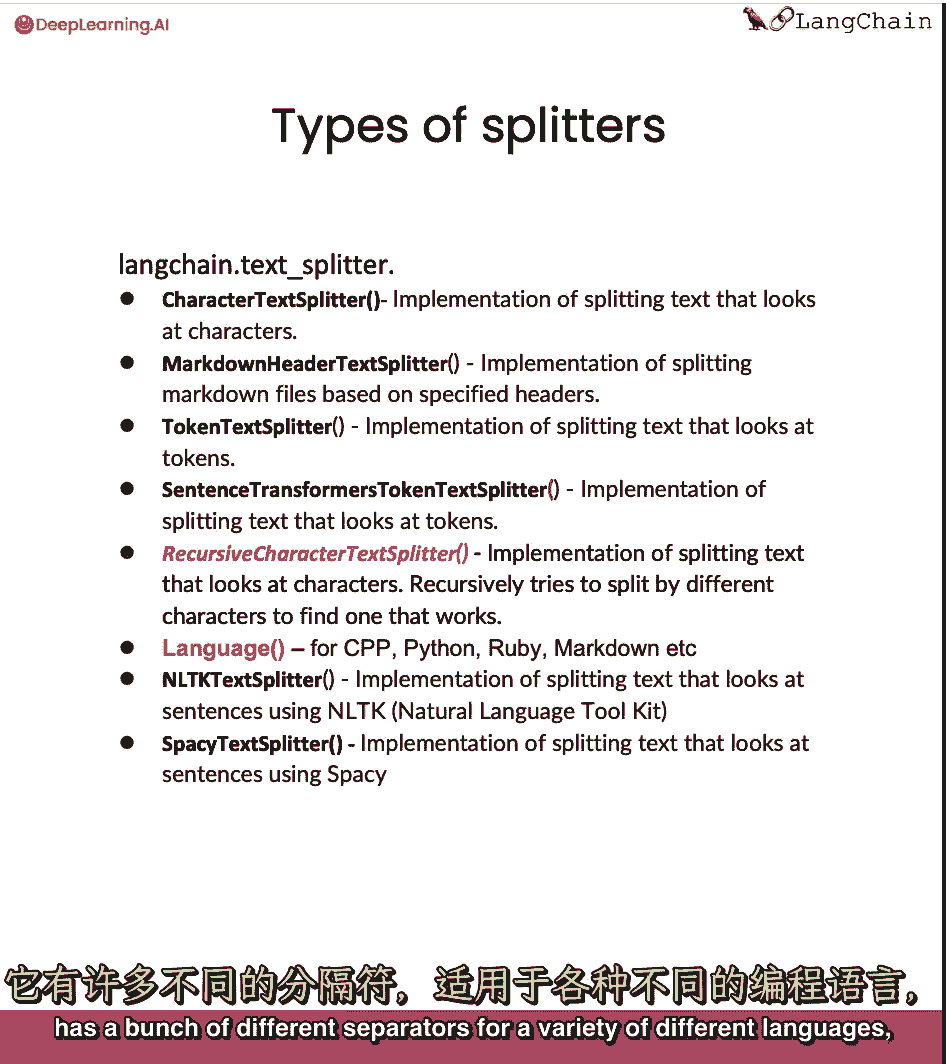 DeepLearning.AI
LangChain
Types of splitters
langchain.text_splitter.
● CharacterTextSplitter()- Implementation of splitting text that looks
at characters.
● MarkdownHeaderTextSplitter() - Implementation of splitting
markdown files based on specified headers.
● TokenTextSplitter() - Implementation of splitting text that looks at
tokens.
● SentenceTransformersTokenTextSplitter() - Implementation of
splitting text that looks at tokens.
● RecursiveCharacterTextSplitter() - Implementation of splitting text
that looks at characters. Recursively tries to split by different
characters to find one that works.
● Language() – for CPP, Python, Ruby, Markdown etc
● NLTKTextSplitter() - Implementation of splitting text that looks at
sentences using NLTK (Natural Language Tool Kit)
● SpacyTextSplitter() - Implementation of splitting text that looks at
sentences using Spacy
它有许多不同的分隔符，适用于各种不同的编程语言，
has a bunch of different separators for a variety of different languages,